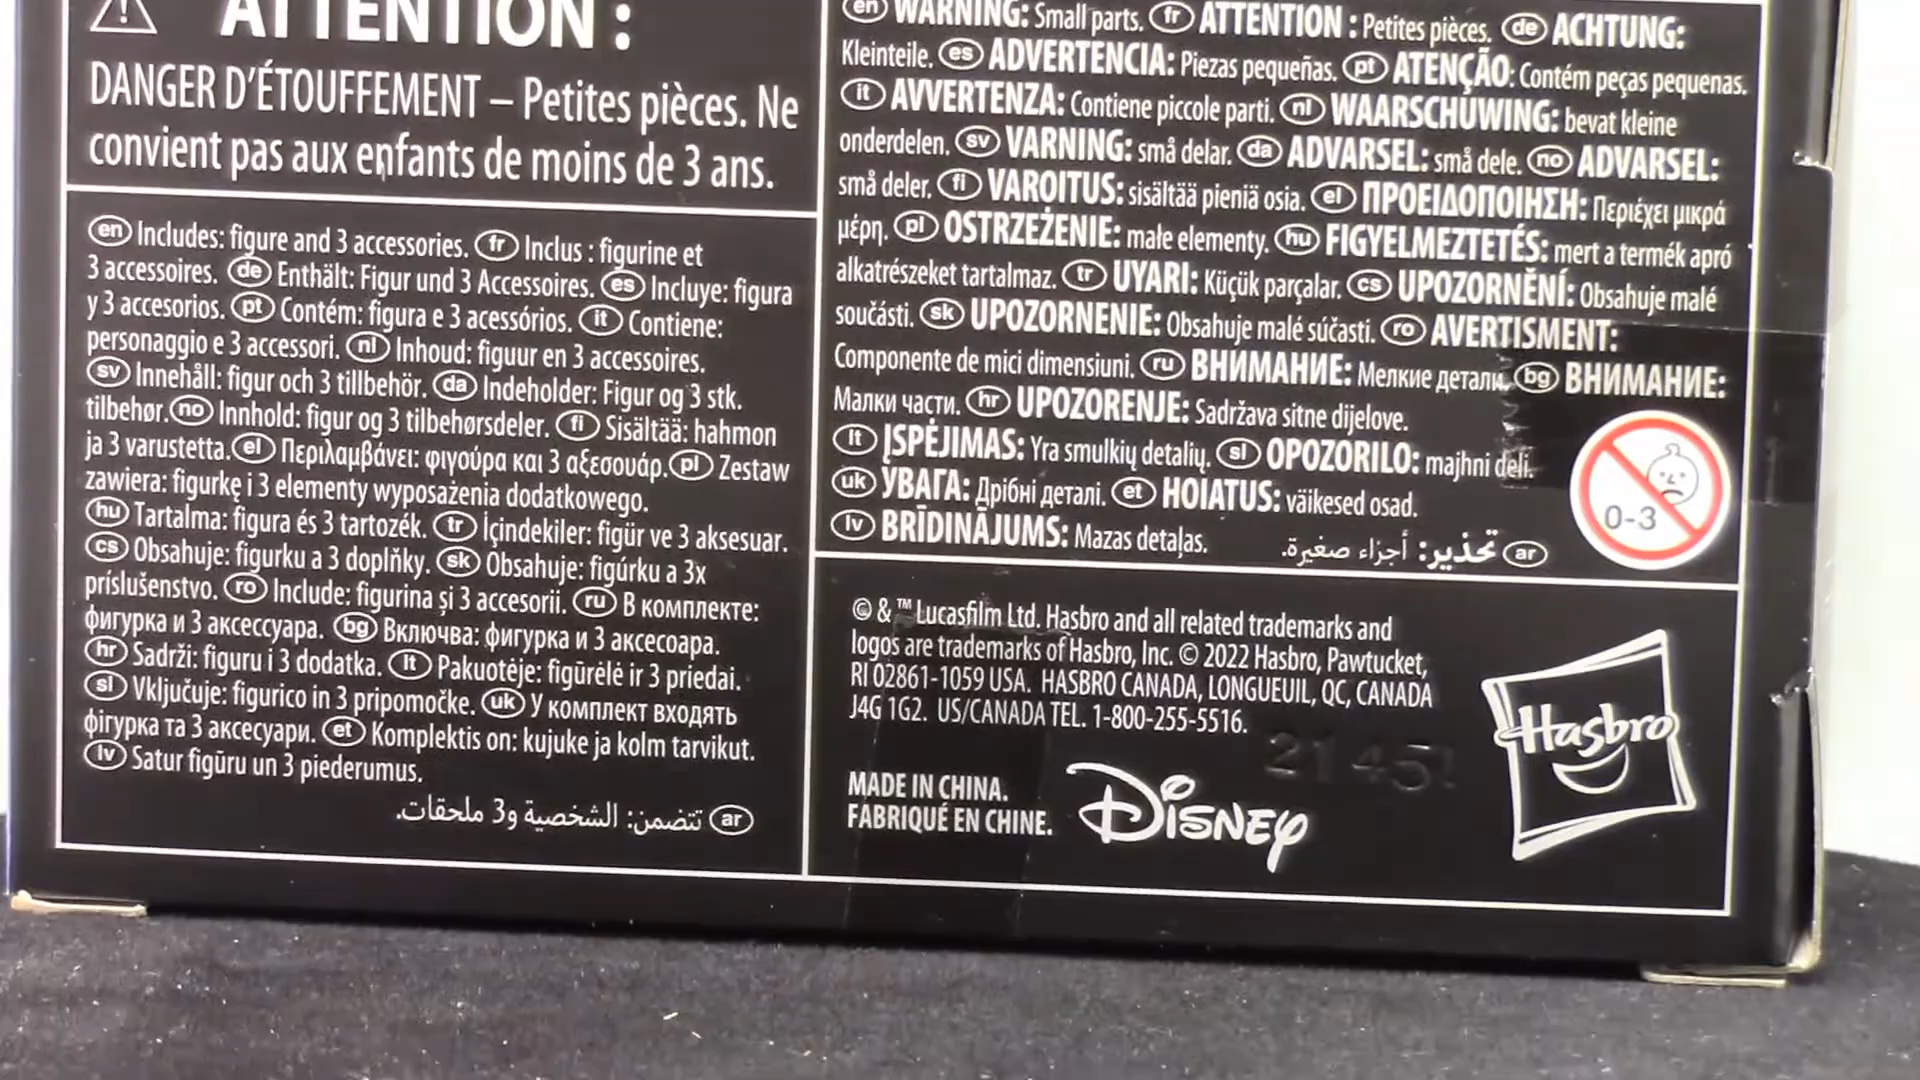 ATTENTION :
DANGER D'ÉTOUFFEMENT – Petites pièces. Ne
convient pas aux enfants de moins de 3 ans.
en Includes: figure and 3 accessories. fr Inclus : figurine et
3 accessoires. de Enthält: Figur und 3 Accessoires. es Incluye: figura
y 3 accesorios. pt Contém: figura e 3 acessórios. it Contiene:
personaggio e 3 accessori. nl Inhoud: figuur en 3 accessoires.
sv Innehåll: figur och 3 tillbehör. da Indeholder: Figur og 3 stk.
tilbehør. no Innhold: figur og 3 tilbehørsdeler. fi Sisältää: hahmon
ja 3 varustetta. el Περιλαμβάνει: φιγούρα και 3 αξεσουάρ. pl Zestaw
zawiera: figurkę i 3 elementy wyposażenia dodatkowego.
hu Tartalma: figura és 3 tartozék. tr İçindekiler: figür ve 3 aksesuar.
cs Obsahuje: figurku a 3 doplňky. sk Obsahuje: figúrku a 3x
príslušenstvo. ro Include: figurina și 3 accesorii. ru В комплекте:
фигурка и 3 аксессуара. bg Включва: фигурка и 3 аксесоара.
hr Sadrži: figuru i 3 dodatka. lt Pakuotėje: figūrėlė ir 3 priedai.
sl Vključuje: figurico in 3 pripomočke. uk У комплект входять
фігурка та 3 аксесуари. et Komplektis on: kujuke ja kolm tarvikut.
lv Satur figūru un 3 piederumus.
ar تتضمن: الشخصية و3 ملحقات.
en WARNING: Small parts. fr ATTENTION : Petites pièces. de ACHTUNG:
Kleinteile. es ADVERTENCIA: Piezas pequeñas. pt ATENÇÃO: Contém peças pequenas.
it AVVERTENZA: Contiene piccole parti. nl WAARSCHUWING: bevat kleine
onderdelen. sv VARNING: små delar. da ADVARSEL: små dele. no ADVARSEL:
små deler. fi VAROITUS: sisältää pieniä osia. el ΠΡΟΕΙΔΟΠΟΙΗΣΗ: Περιέχει μικρά
μέρη. pl OSTRZEŻENIE: małe elementy. hu FIGYELMEZTETÉS: mert a termék apró
alkatrészeket tartalmaz. tr UYARI: Küçük parçalar. cs UPOZORNĚNÍ: Obsahuje malé
součásti. sk UPOZORNENIE: Obsahuje malé súčasti. ro AVERTISMENT:
Componente de mici dimensiuni. ru ВНИМАНИЕ: Мелкие детали. bg ВНИМАНИЕ:
Малки части. hr UPOZORENJE: Sadržava sitne dijelove.
lt ĮSPĖJIMAS: Yra smulkių detalių. sl OPOZORILO: majhni deli.
uk УВАГА: Дрібні деталі. et HOIATUS: väikesed osad.
lv BRĪDINĀJUMS: Mazas detaļas. ar تحذير: أجزاء صغيرة.
0-3
© & ™ Lucasfilm Ltd. Hasbro and all related trademarks and
logos are trademarks of Hasbro, Inc. © 2022 Hasbro, Pawtucket,
RI 02861-1059 USA. HASBRO CANADA, LONGUEUIL, QC, CANADA
J4G 1G2. US/CANADA TEL. 1-800-255-5516.
MADE IN CHINA.
FABRIQUÉ EN CHINE.
Disney
Hasbro